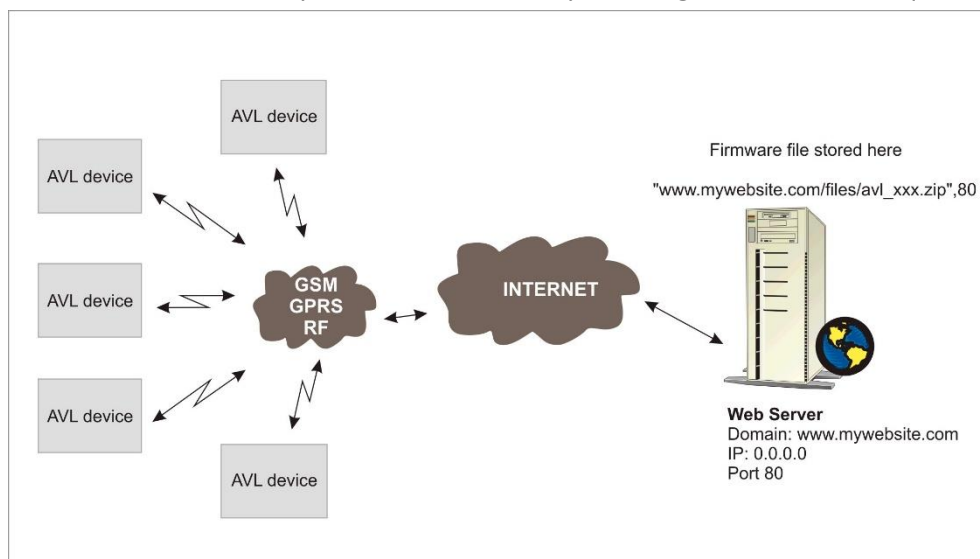 AVL device
AVL device
AVL device
AVL device
AVL device
GSM
GPRS
RF
INTERNET
Firmware file stored here
"www.mywebsite.com/files/avl_xxx.zip",80
Web Server
Domain: www.mywebsite.com
IP: 0.0.0.0
Port 80